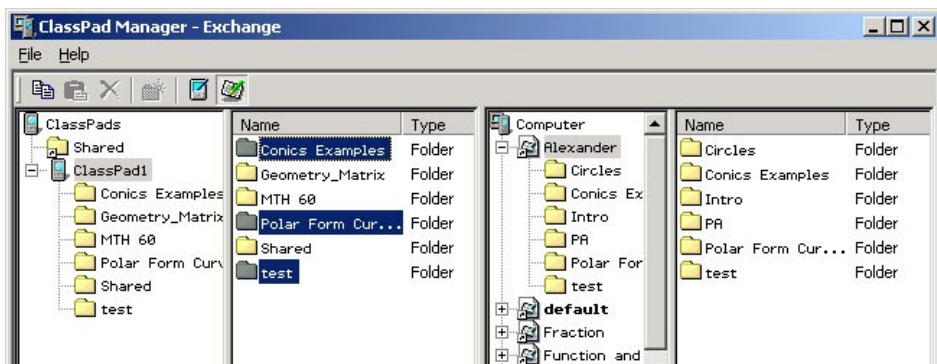 ClassPad Manager - Exchange
File Help
ClassPads
Shared
ClassPad1
Conics Examples
Geometry_Matrix
MTH 60
Polar Form Curv
Shared
test
Name Type
Conics Examples Folder
Geometry_Matrix Folder
MTH 60 Folder
Polar Form Cur... Folder
Shared Folder
test Folder
Computer
Alexander
Circles
Conics Ex
Intro
PA
Polar For
test
default
Fraction
Function and
Name Type
Circles Folder
Conics Examples Folder
Intro Folder
PA Folder
Polar Form Cur... Folder
test Folder